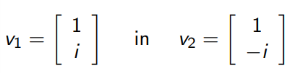 v₁ = [ 1 ; i ] in v₂ = [ 1 ; −i ]